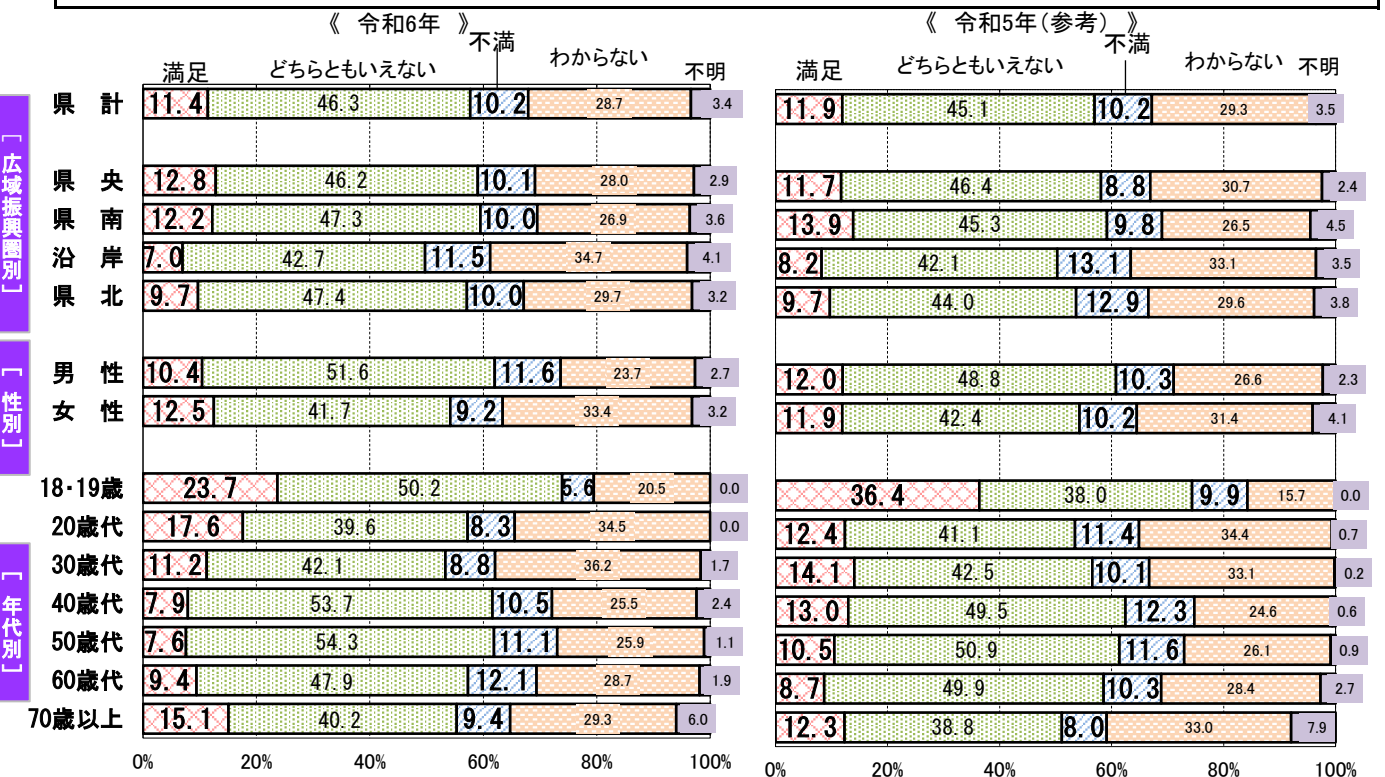 《 令和6年 》
満足 どちらともいえない 不満 わからない 不明
[広域振興圏別]
県 計 11.4 46.3 10.2 28.7 3.4
県 央 12.8 46.2 10.1 28.0 2.9
県 南 12.2 47.3 10.0 26.9 3.6
沿 岸 7.0 42.7 11.5 34.7 4.1
県 北 9.7 47.4 10.0 29.7 3.2
[性別]
男 性 10.4 51.6 11.6 23.7 2.7
女 性 12.5 41.7 9.2 33.4 3.2
[年代別]
18・19歳 23.7 50.2 5.6 20.5 0.0
20歳代 17.6 39.6 8.3 34.5 0.0
30歳代 11.2 42.1 8.8 36.2 1.7
40歳代 7.9 53.7 10.5 25.5 2.4
50歳代 7.6 54.3 11.1 25.9 1.1
60歳代 9.4 47.9 12.1 28.7 1.9
70歳以上 15.1 40.2 9.4 29.3 6.0
0% 20% 40% 60% 80% 100%
《 令和5年(参考) 》
満足 どちらともいえない 不満 わからない 不明
11.9 45.1 10.2 29.3 3.5
11.7 46.4 8.8 30.7 2.4
13.9 45.3 9.8 26.5 4.5
8.2 42.1 13.1 33.1 3.5
9.7 44.0 12.9 29.6 3.8
12.0 48.8 10.3 26.6 2.3
11.9 42.4 10.2 31.4 4.1
36.4 38.0 9.9 15.7 0.0
12.4 41.1 11.4 34.4 0.7
14.1 42.5 10.1 33.1 0.2
13.0 49.5 12.3 24.6 0.6
10.5 50.9 11.6 26.1 0.9
8.7 49.9 10.3 28.4 2.7
12.3 38.8 8.0 33.0 7.9
0% 20% 40% 60% 80% 100%